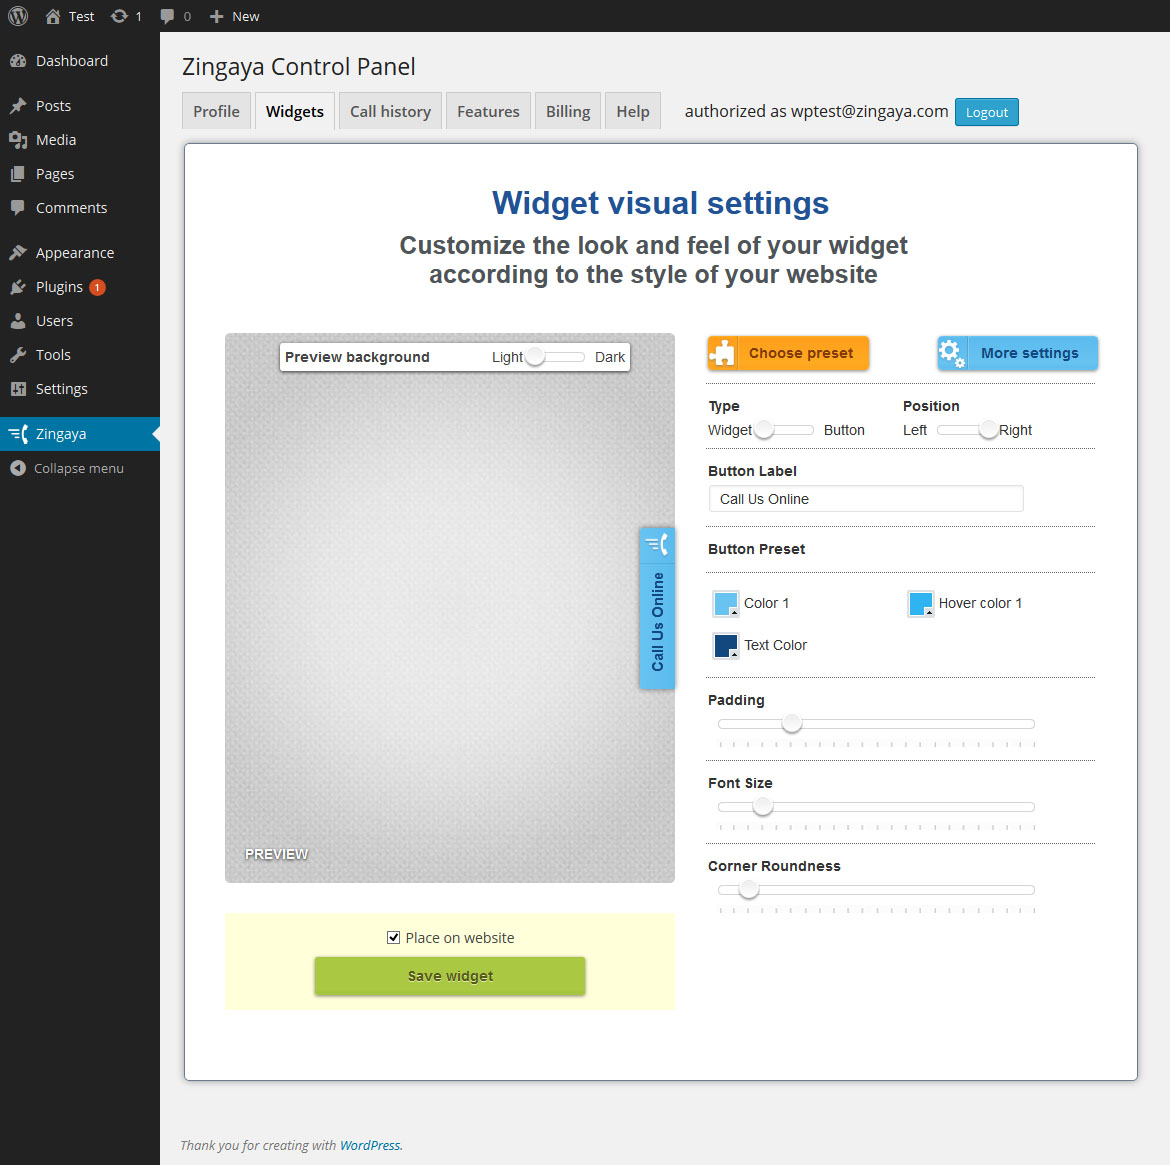 Test 1 0 New
Dashboard
Posts
Media
Pages
Comments
Appearance
Plugins 1
Users
Tools
Settings
Zingaya
Collapse menu
Zingaya Control Panel
Profile Widgets Call history Features Billing Help authorized as wptest@zingaya.com Logout
Widget visual settings
Customize the look and feel of your widget
according to the style of your website
Preview background Light Dark
Call Us Online
PREVIEW
Place on website
Save widget
Choose preset More settings
Type Position
Widget Button Left Right
Button Label
Call Us Online
Button Preset
Color 1 Hover color 1
Text Color
Padding
Font Size
Corner Roundness
Thank you for creating with WordPress.